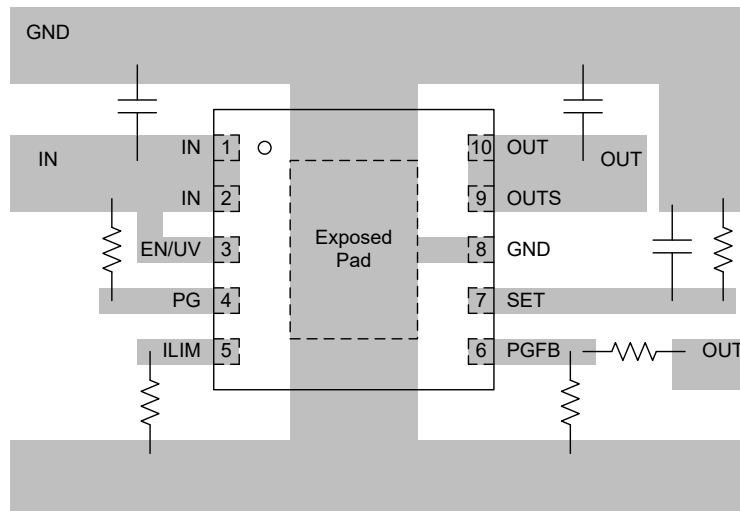 GND
IN 1 10 OUT OUT
IN
IN 2 9 OUTS
EN/UV 3 Exposed 8 GND
Pad
PG 4 7 SET
ILIM 5 6 PGFB OUT